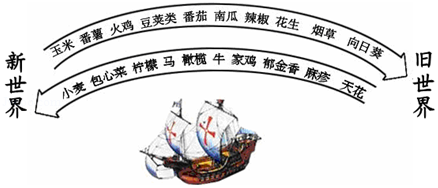 玉米 番薯 火鸡 豆荚类 番茄 南瓜 辣椒 花生 烟草 向日葵
新世界
旧世界
小麦 包心菜 柠檬 马 橄榄 牛 家鸡 郁金香 麻疹 天花